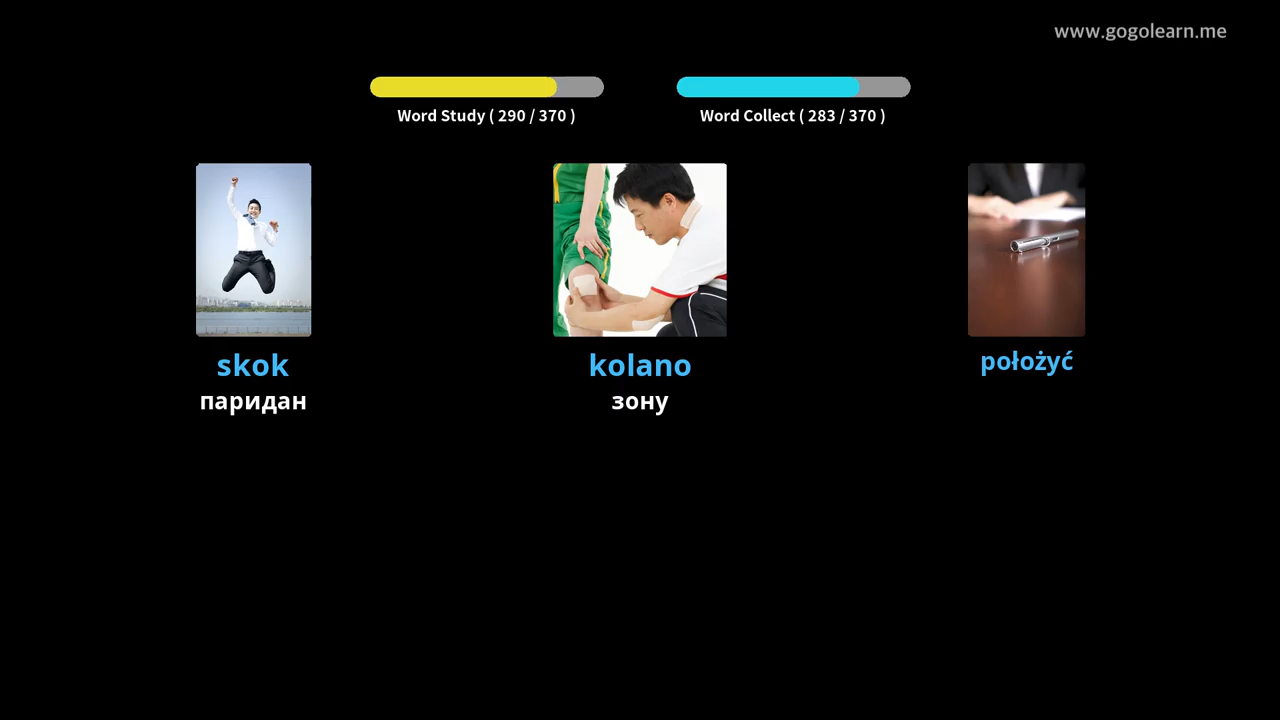 www.gogolearn.me
Word Study ( 290 / 370 )
Word Collect ( 283 / 370 )
skok
паридан
kolano
зону
położyć